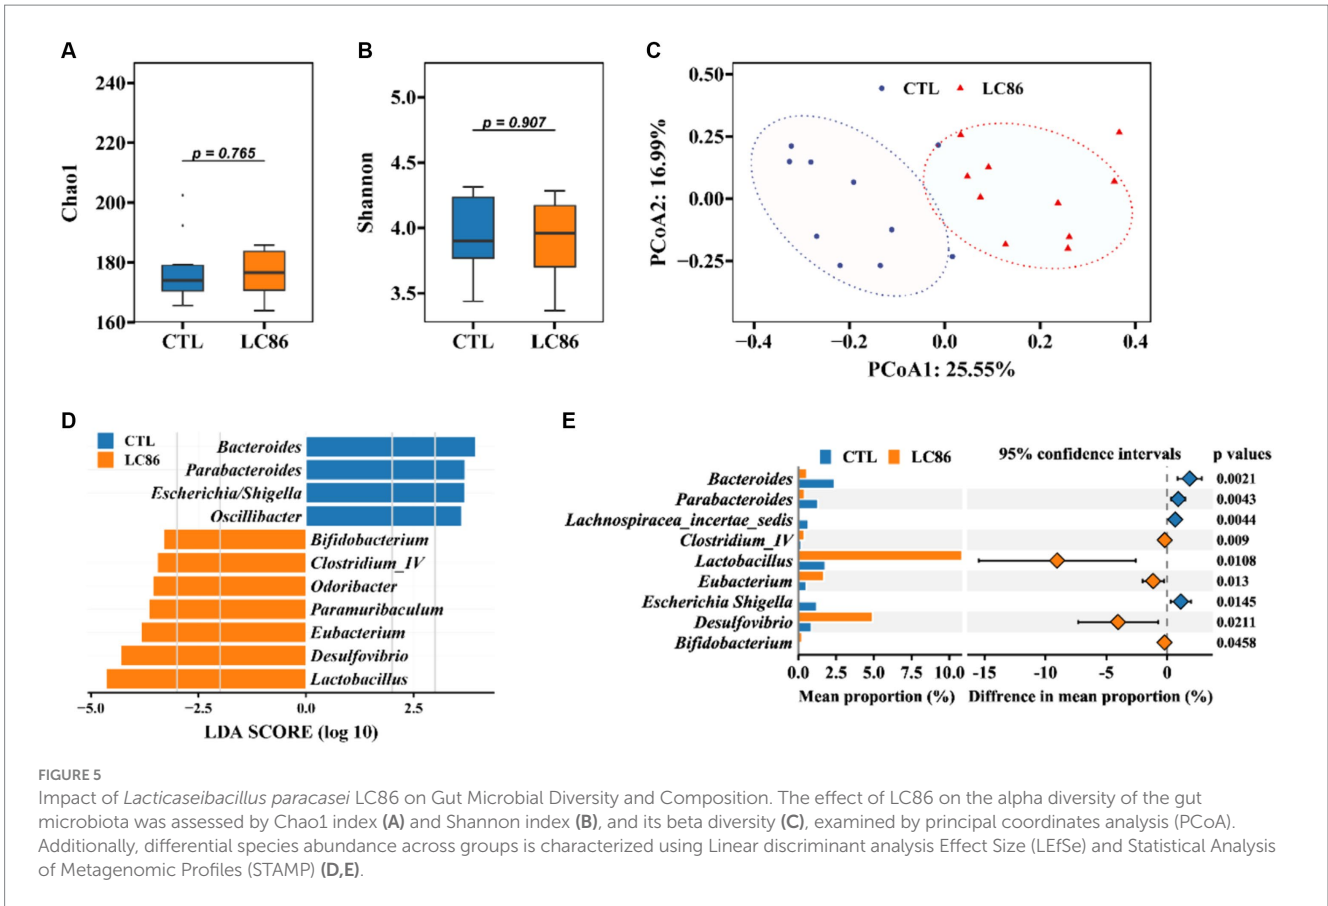 A
Chao1
240
220
200
180
160
p = 0.765
CTL
LC86
B
Shannon
5.0
4.5
4.0
3.5
p = 0.907
CTL
LC86
C
CTL
LC86
PCoA2: 16.99%
0.50
0.25
0.00
−0.25
−0.4
−0.2
0.0
0.2
0.4
PCoA1: 25.55%
D
CTL
LC86
Bacteroides
Parabacteroides
Escherichia/Shigella
Oscillibacter
Bifidobacterium
Clostridium_IV
Odoribacter
Paramuribaculum
Eubacterium
Desulfovibrio
Lactobacillus
−5.0
−2.5
0.0
2.5
LDA SCORE (log 10)
E
CTL
LC86
95% confidence intervals
p values
Bacteroides
0.0021
Parabacteroides
0.0043
Lachnospiracea_incertae_sedis
0.0044
Clostridium_IV
0.009
Lactobacillus
0.0108
Eubacterium
0.013
Escherichia Shigella
0.0145
Desulfovibrio
0.0211
Bifidobacterium
0.0458
0.0
2.5
5.0
7.5
10.0
-15
-10
-5
0
Mean proportion (%)
Difference in mean proportion (%)
FIGURE 5
Impact of Lacticaseibacillus paracasei LC86 on Gut Microbial Diversity and Composition. The effect of LC86 on the alpha diversity of the gut
microbiota was assessed by Chao1 index (A) and Shannon index (B), and its beta diversity (C), examined by principal coordinates analysis (PCoA).
Additionally, differential species abundance across groups is characterized using Linear discriminant analysis Effect Size (LEfSe) and Statistical Analysis
of Metagenomic Profiles (STAMP) (D,E).